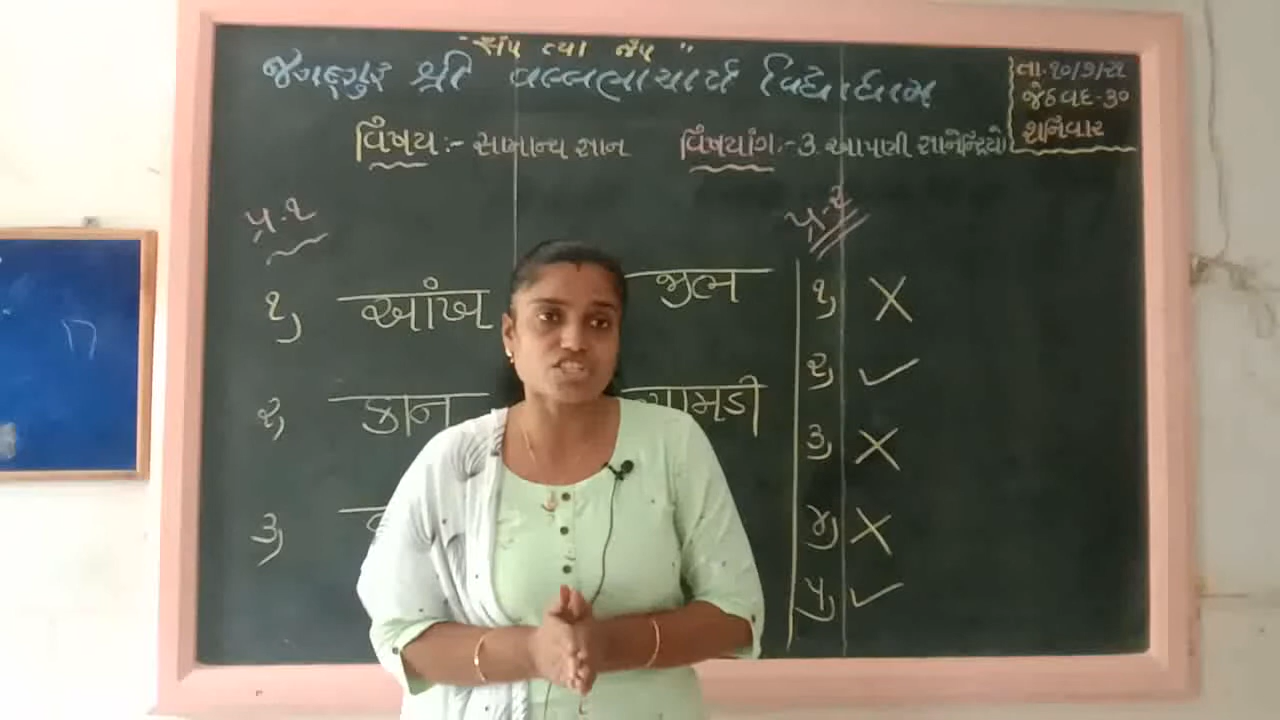 "સંપ ત્યાં જંપ"
જગદ્ગુરુ શ્રી વલ્લભાચાર્ય વિદ્યાધામ
તા.૧૦/૭/૨૧
જેઠ વદ-૩૦
શનિવાર
વિષય :- સામાન્ય જ્ઞાન વિષયાંગ:-૩. આપણી જ્ઞાનેન્દ્રિયો
પ્ર.૧
૧) આંખ જીભ
૨) કાન ચામડી
૩)
પ્ર.૨
૧) ✗
૨) ✓
૩) ✗
૪) ✗
૫) ✓